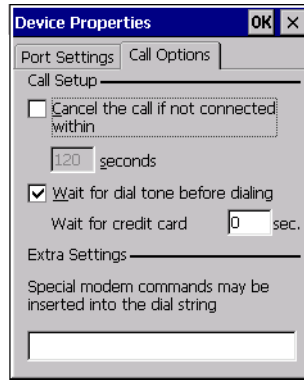 Device Properties OK ×
Port Settings Call Options
Call Setup
Cancel the call if not connected
within
120 seconds
Wait for dial tone before dialing
Wait for credit card 0 sec.
Extra Settings
Special modem commands may be
inserted into the dial string